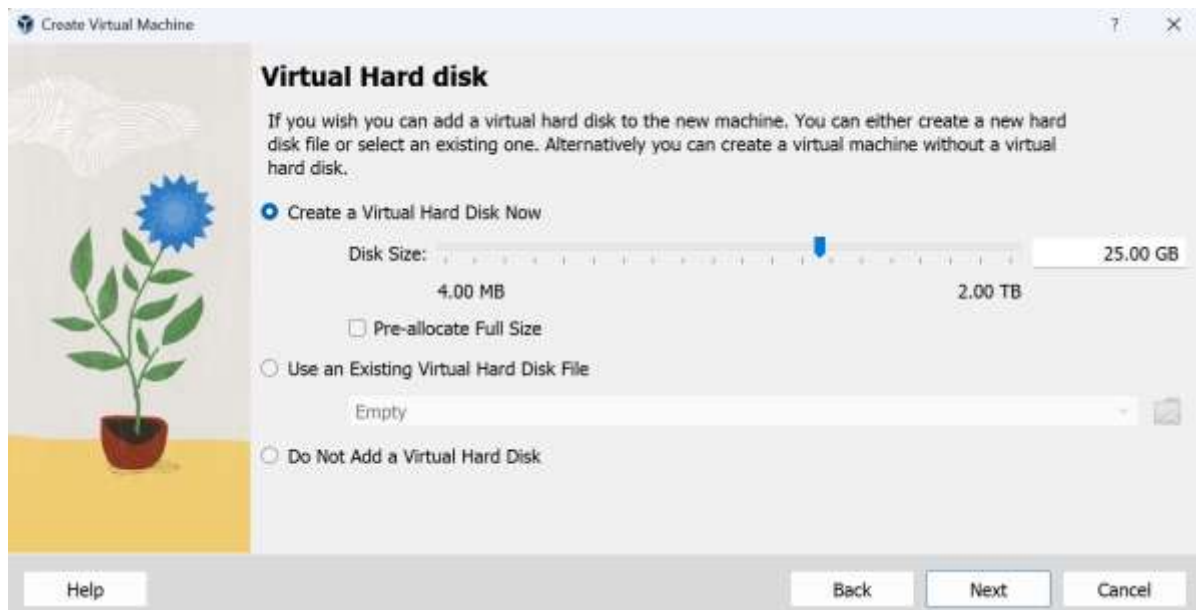 Create Virtual Machine
?
Virtual Hard disk
If you wish you can add a virtual hard disk to the new machine. You can either create a new hard
disk file or select an existing one. Alternatively you can create a virtual machine without a virtual
hard disk.
Create a Virtual Hard Disk Now
Disk Size:
25.00 GB
4.00 MB
2.00 TB
Pre-allocate Full Size
Use an Existing Virtual Hard Disk File
Empty
Do Not Add a Virtual Hard Disk
Help
Back
Next
Cancel